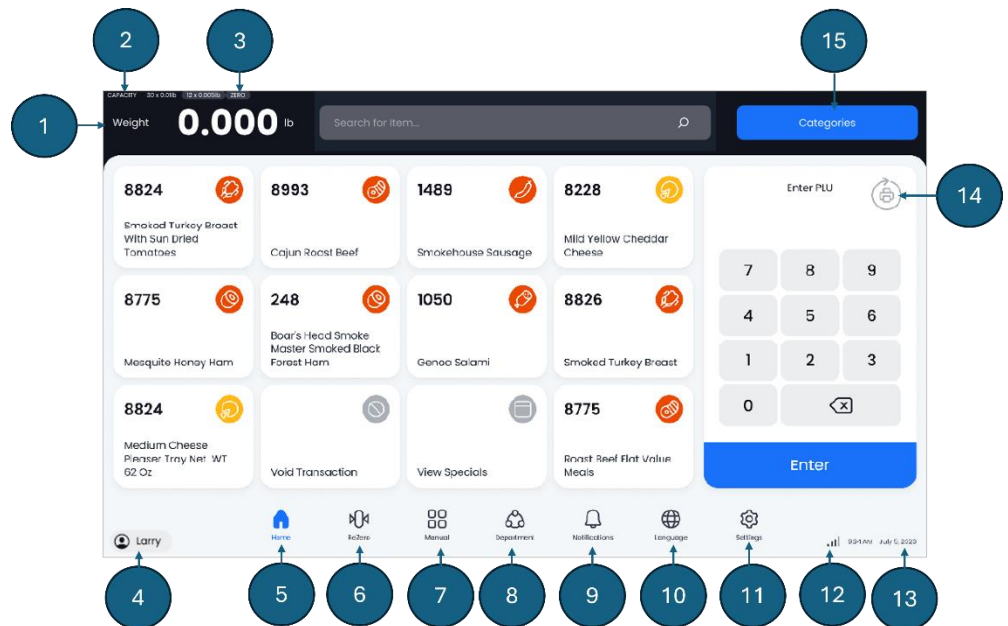 2
3
15
CAPACITY 30 x 0.01lb 12 x 0.005lb ZERO
1
Weight 0.000 lb
Search for item...
Categories
8824
Smoked Turkey Breast
With Sun Dried
Tomatoes
8993
Cajun Roast Beef
1489
Smokehouse Sausage
8228
Mild Yellow Cheddar
Cheese
Enter PLU
14
8775
Mesquite Honey Ham
248
Boar's Head Smoke
Master Smoked Black
Forest Ham
1050
Genoa Salami
8826
Smoked Turkey Breast
7 8 9
4 5 6
1 2 3
0
8824
Medium Cheese
Pleaser Tray Net WT
62 Oz
Void Transaction
View Specials
8775
Roast Beef Flat Value
Meals
Enter
Larry
Home
ReZero
Manual
Department
Notifications
Language
Settings
9:34 AM July 5, 2023
4
5
6
7
8
9
10
11
12
13